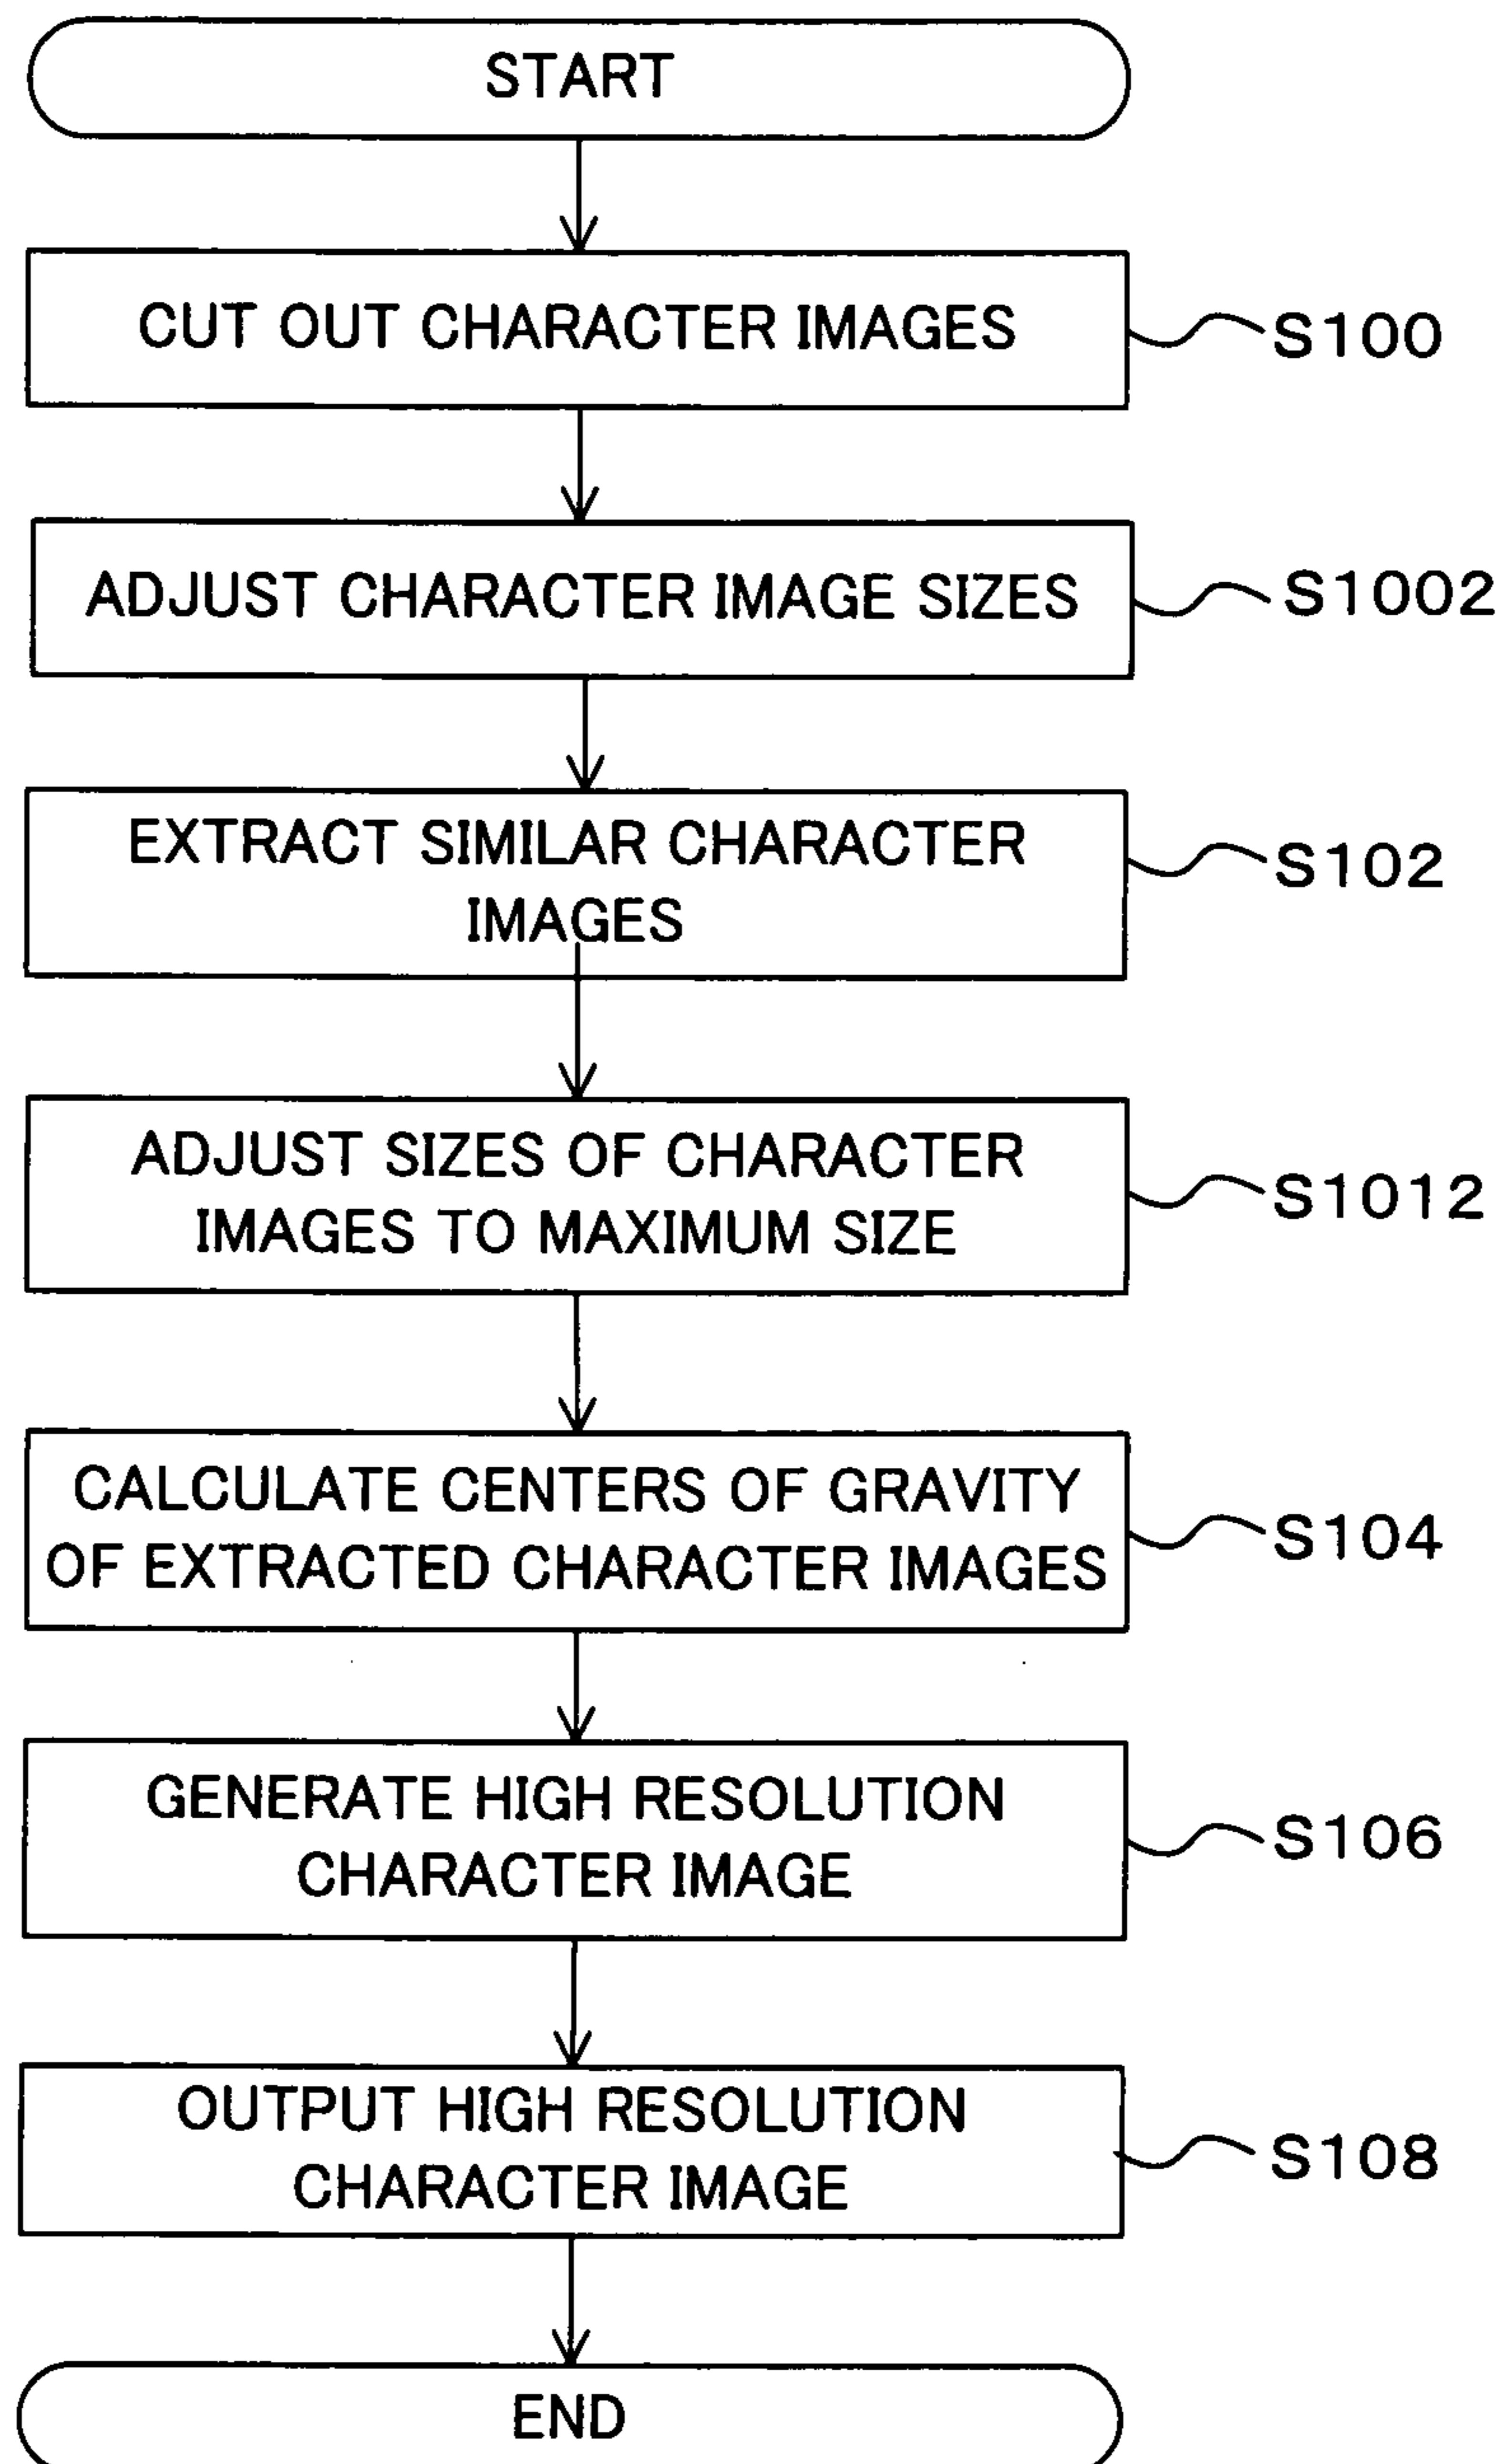 START
CUT OUT CHARACTER IMAGES
S100
ADJUST CHARACTER IMAGE SIZES
S1002
EXTRACT SIMILAR CHARACTER
IMAGES
S102
ADJUST SIZES OF CHARACTER
IMAGES TO MAXIMUM SIZE
S1012
CALCULATE CENTERS OF GRAVITY
OF EXTRACTED CHARACTER IMAGES
S104
GENERATE HIGH RESOLUTION
CHARACTER IMAGE
S106
OUTPUT HIGH RESOLUTION
CHARACTER IMAGE
S108
END